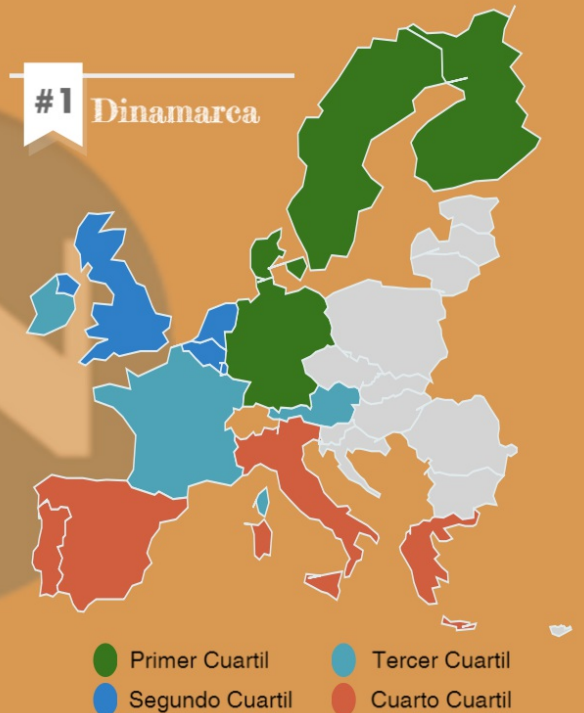 #1 Dinamarca
Primer Cuartil
Tercer Cuartil
Segundo Cuartil
Cuarto Cuartil